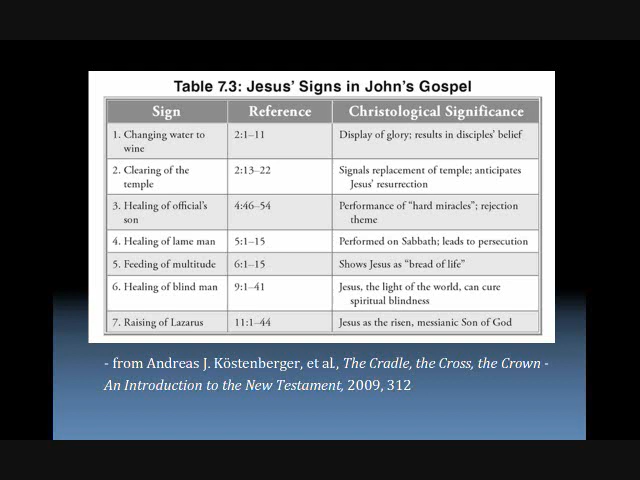 Table 7.3: Jesus' Signs in John's Gospel
Sign Reference Christological Significance
1. Changing water to wine 2:1–11 Display of glory; results in disciples' belief
2. Clearing of the temple 2:13–22 Signals replacement of temple; anticipates Jesus' resurrection
3. Healing of official's son 4:46–54 Performance of "hard miracles"; rejection theme
4. Healing of lame man 5:1–15 Performed on Sabbath; leads to persecution
5. Feeding of multitude 6:1–15 Shows Jesus as "bread of life"
6. Healing of blind man 9:1–41 Jesus, the light of the world, can cure spiritual blindness
7. Raising of Lazarus 11:1–44 Jesus as the risen, messianic Son of God
- from Andreas J. Köstenberger, et al., The Cradle, the Cross, the Crown -
An Introduction to the New Testament, 2009, 312